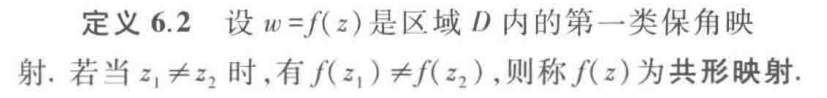 定义 6.2 设 w=f(z)是区域 D 内的第一类保角映
射. 若当 z₁≠z₂ 时,有 f(z₁)≠f(z₂),则称 f(z)为共形映射.